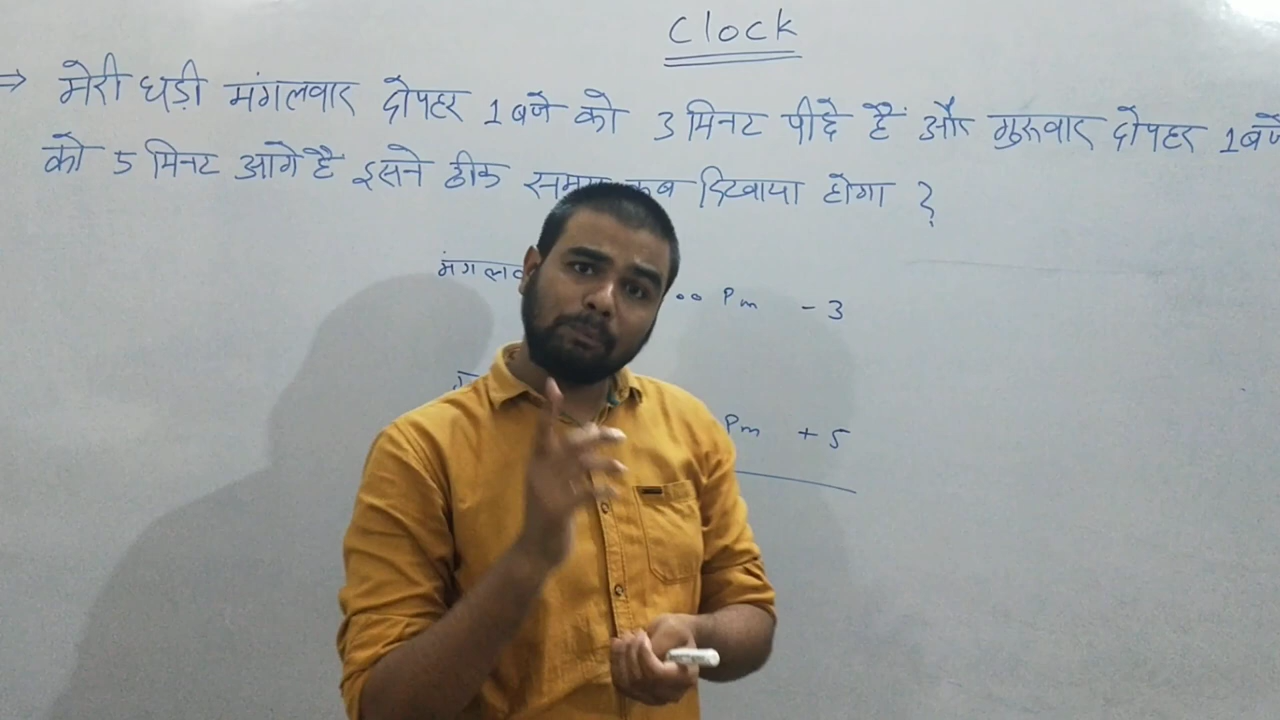 Clock
⇒ मेरी घड़ी मंगलवार दोपहर 1 बजे को 3 मिनट पीछे हैं और गुरूवार दोपहर 1 बजे
को 5 मिनट आगे है इसने ठीक समय कब दिखाया होगा ?
00 Pm - 3
Pm + 5